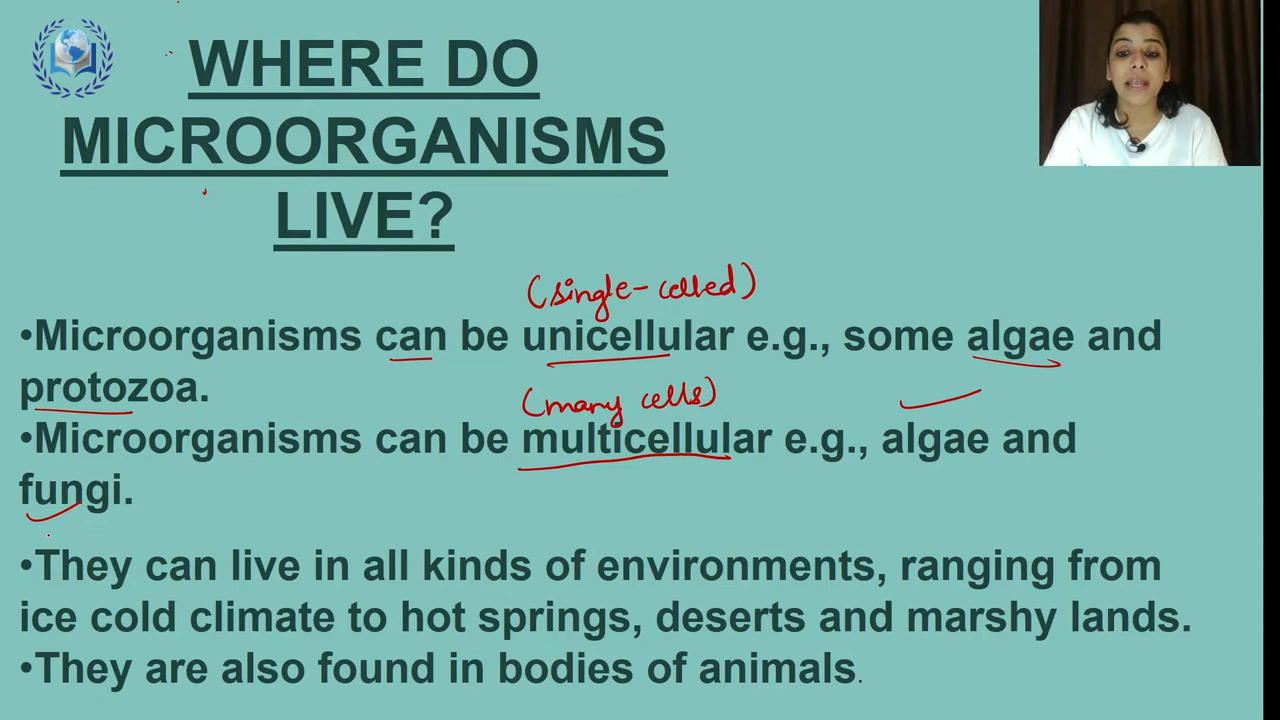 WHERE DO
MICROORGANISMS
LIVE?
(single-celled)
•Microorganisms can be unicellular e.g., some algae and
protozoa.
(many cells)
•Microorganisms can be multicellular e.g., algae and
fungi.
•They can live in all kinds of environments, ranging from
ice cold climate to hot springs, deserts and marshy lands.
•They are also found in bodies of animals.